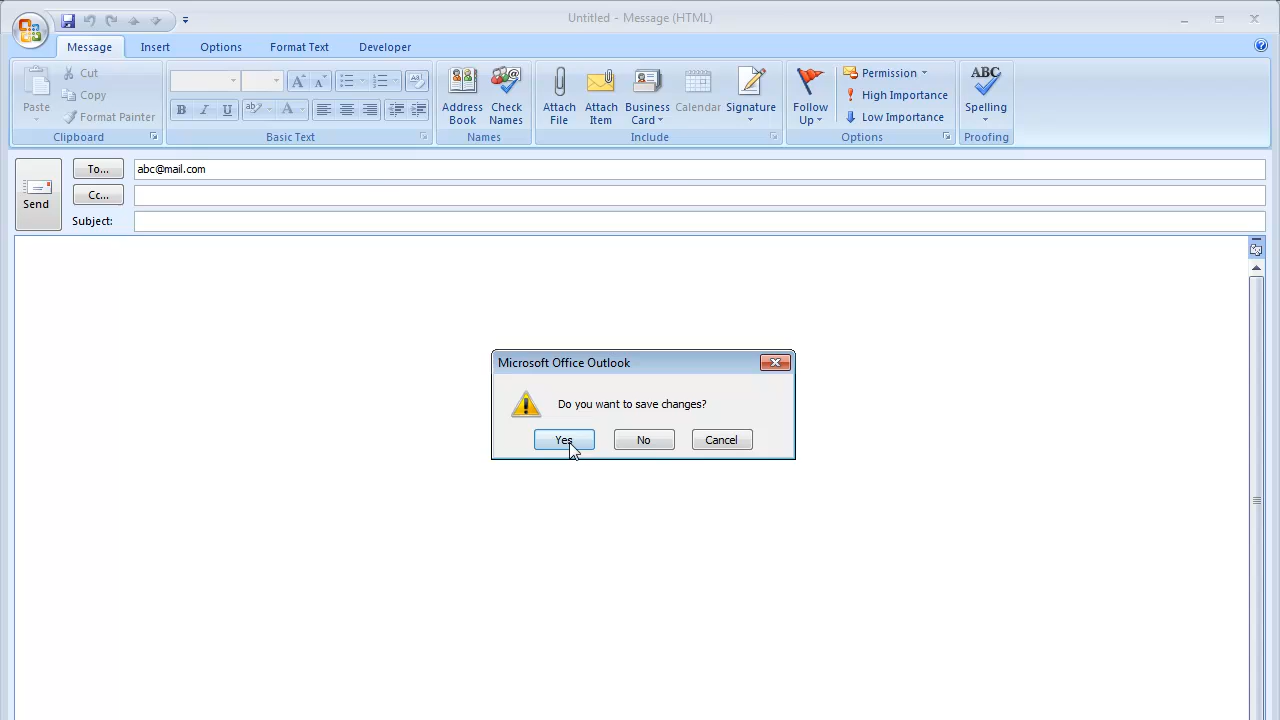 Untitled - Message (HTML)
Message Insert Options Format Text Developer
Paste
Cut
Copy
Format Painter
Clipboard
Basic Text
Address Book
Check Names
Names
Attach File
Attach Item
Business Card
Calendar
Signature
Include
Follow Up
Permission
High Importance
Low Importance
Options
ABC
Spelling
Proofing
Send
To... abc@mail.com
Cc...
Subject:
Microsoft Office Outlook
Do you want to save changes?
Yes No Cancel